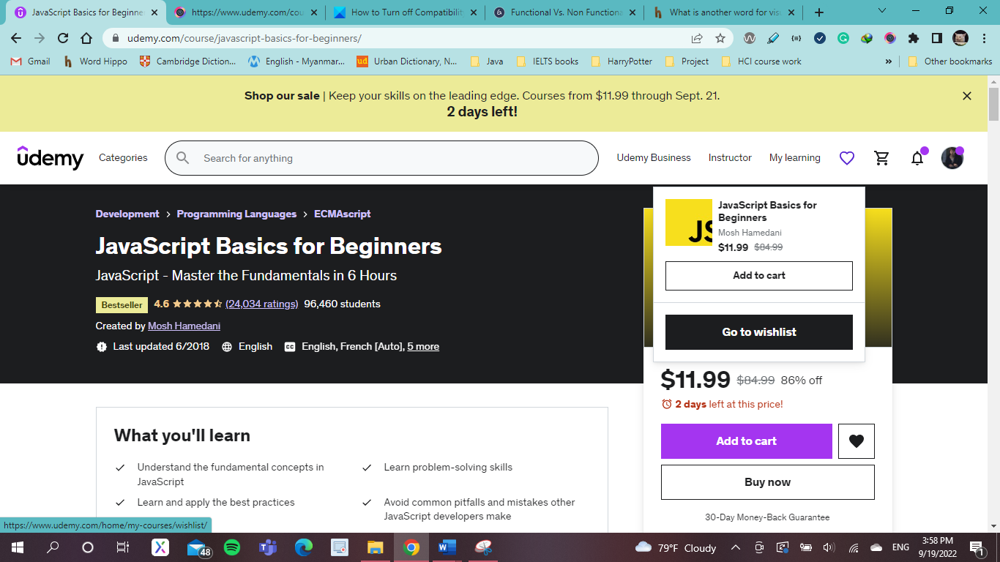 JavaScript Basics for Beginner
https://www.udemy.com/cou
How to Turn off Compatibilit
Functional Vs. Non Functiona
What is another word for visu
udemy.com/course/javascript-basics-for-beginners/
Gmail
Word Hippo
Cambridge Diction...
English - Myanmar...
Urban Dictionary, N...
Java
IELTS books
HarryPotter
Project
HCI course work
»
Other bookmarks
Shop our sale | Keep your skills on the leading edge. Courses from $11.99 through Sept. 21.
2 days left!
udemy
Categories
Search for anything
Udemy Business
Instructor
My learning
Development > Programming Languages > ECMAscript
JavaScript Basics for Beginners
JavaScript - Master the Fundamentals in 6 Hours
Bestseller 4.6 (24,034 ratings) 96,460 students
Created by Mosh Hamedani
Last updated 6/2018 English CC English, French [Auto], 5 more
JS
JavaScript Basics for
Beginners
Mosh Hamedani
$11.99 $84.99
Add to cart
Go to wishlist
$11.99 $84.99 86% off
2 days left at this price!
Add to cart
Buy now
30-Day Money-Back Guarantee
What you'll learn
Understand the fundamental concepts in
JavaScript
Learn problem-solving skills
Learn and apply the best practices
Avoid common pitfalls and mistakes other
JavaScript developers make
https://www.udemy.com/home/my-courses/wishlist/
48
79°F Cloudy
ENG
3:58 PM
9/19/2022
1